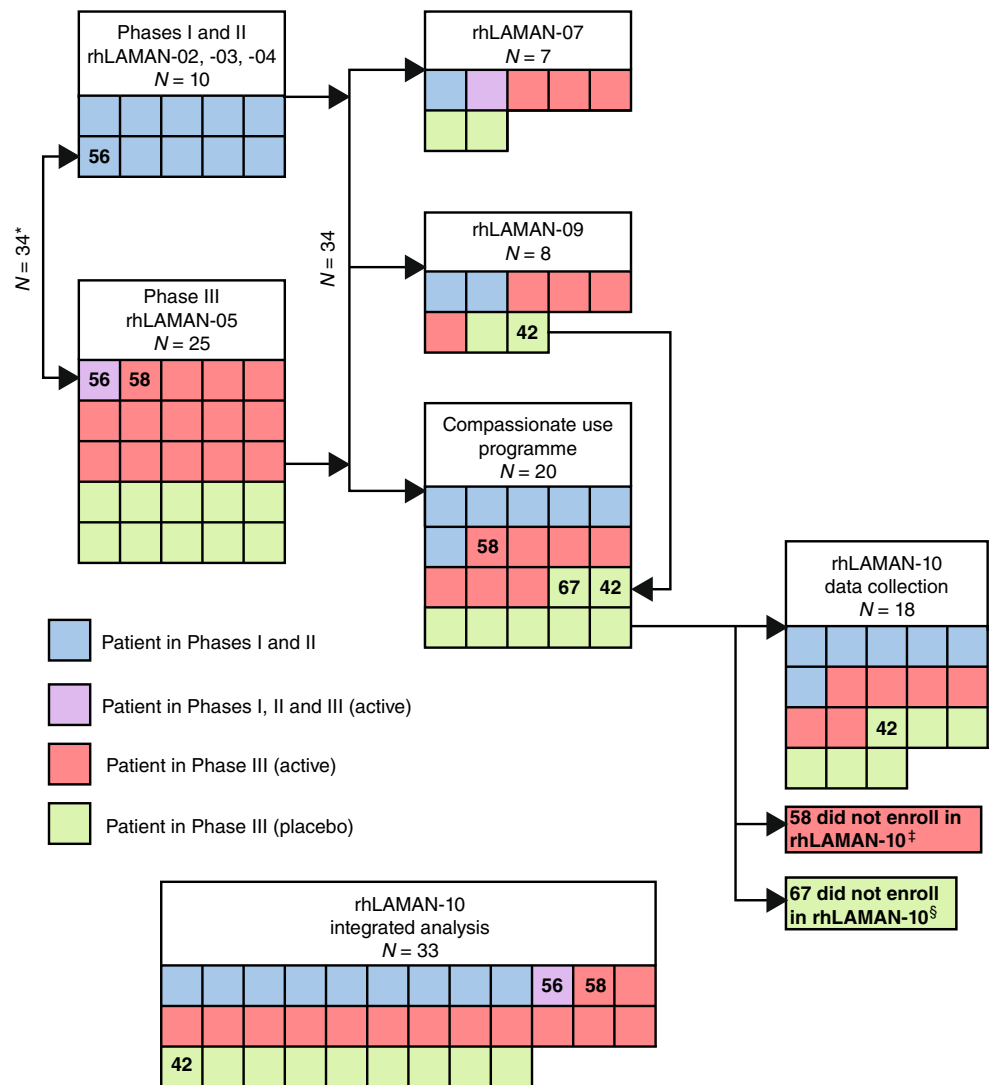 Phases I and II
rhLAMAN-02, -03, -04
N = 10
56
N = 34*
Phase III
rhLAMAN-05
N = 25
56 58
N = 34
rhLAMAN-07
N = 7
rhLAMAN-09
N = 8
42
Compassionate use
programme
N = 20
58
67 42
rhLAMAN-10
data collection
N = 18
42
58 did not enroll in
rhLAMAN-10‡
67 did not enroll
in rhLAMAN-10§
Patient in Phases I and II
Patient in Phases I, II and III (active)
Patient in Phase III (active)
Patient in Phase III (placebo)
rhLAMAN-10
integrated analysis
N = 33
56 58
42